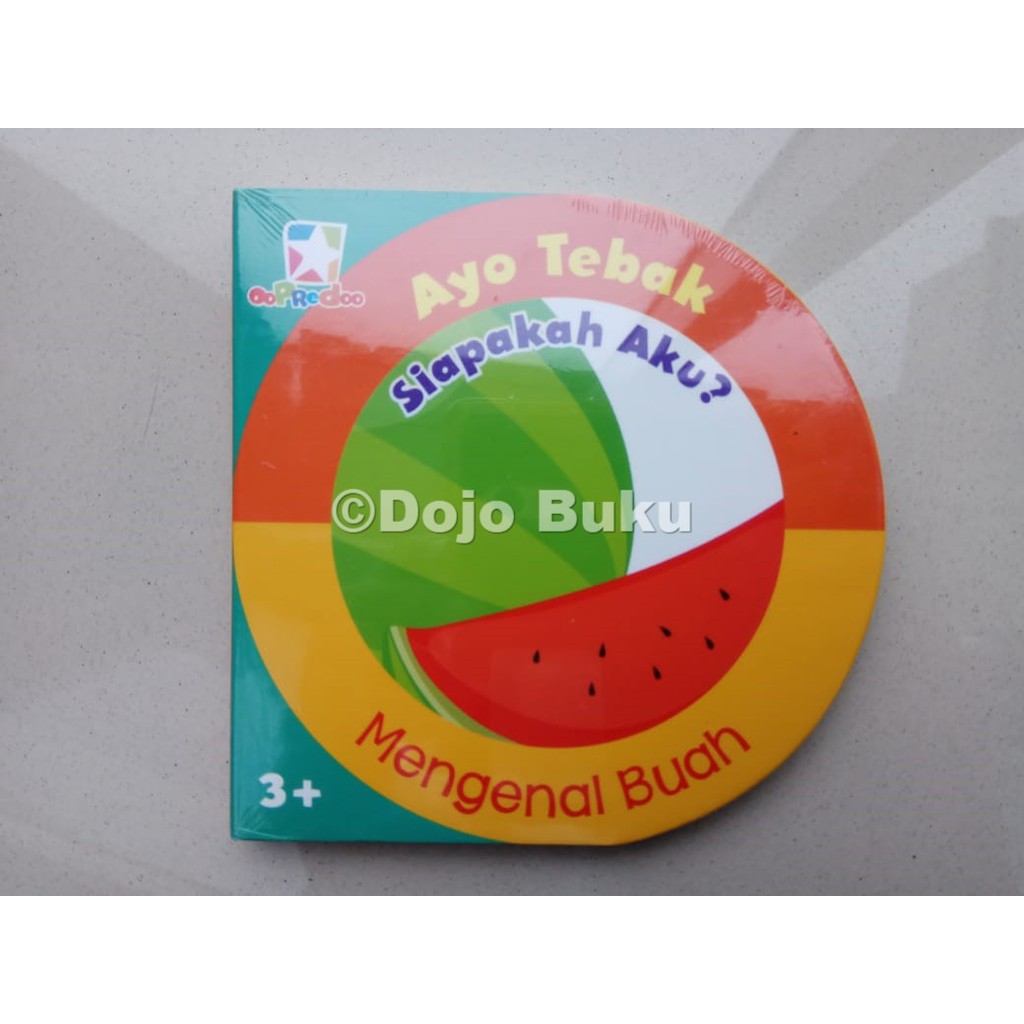 ooPRedoo
Ayo Tebak
Siapakah Aku?
©Dojo Buku
Mengenal Buah
3+